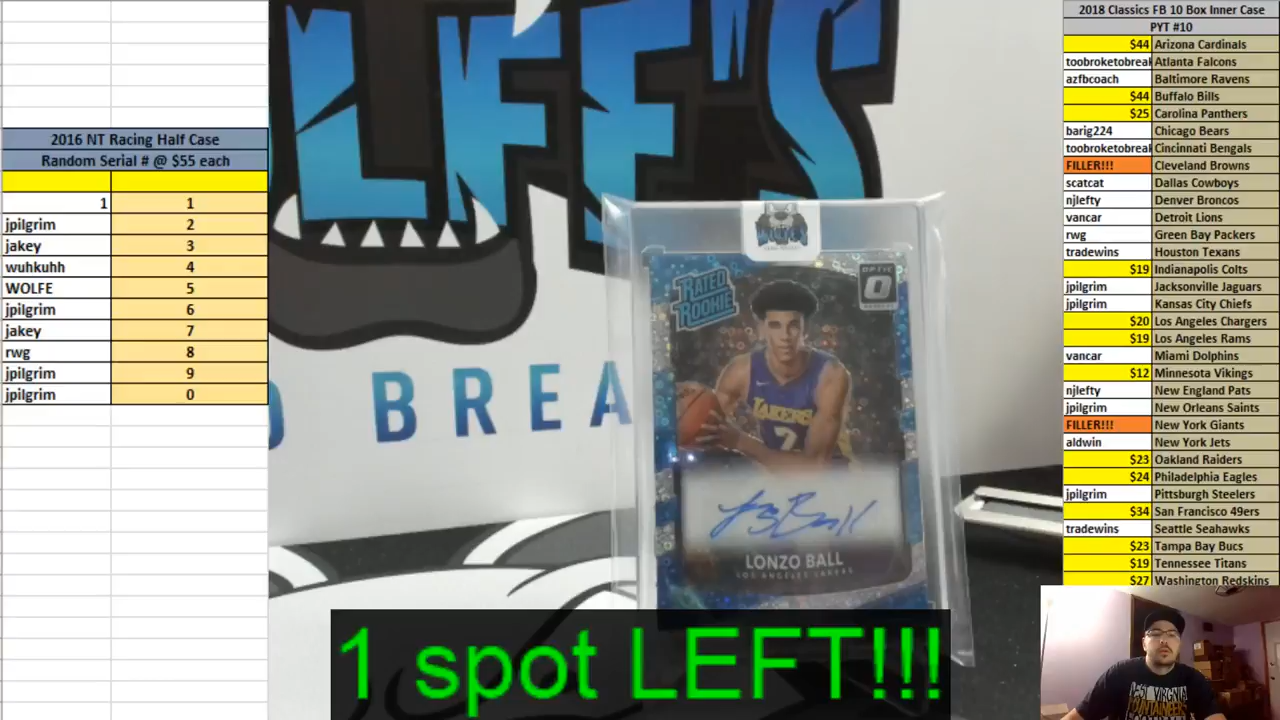 2016 NT Racing Half Case
Random Serial # @ $55 each
1 1
jpilgrim 2
jakey 3
wuhkuhh 4
WOLFE 5
jpilgrim 6
jakey 7
rwg 8
jpilgrim 9
jpilgrim 0
LFE'S
D BREA
WOLFE'S
RATED ROOKIE
OPTIC
LAKERS
2
LONZO BALL
LOS ANGELES LAKERS
1 spot LEFT!!!
2018 Classics FB 10 Box Inner Case
PYT #10
$44 Arizona Cardinals
toobroketobreak Atlanta Falcons
azfbcoach Baltimore Ravens
$44 Buffalo Bills
$25 Carolina Panthers
barig224 Chicago Bears
toobroketobreak Cincinnati Bengals
FILLER!!! Cleveland Browns
scatcat Dallas Cowboys
njlefty Denver Broncos
vancar Detroit Lions
rwg Green Bay Packers
tradewins Houston Texans
$19 Indianapolis Colts
jpilgrim Jacksonville Jaguars
jpilgrim Kansas City Chiefs
$20 Los Angeles Chargers
$19 Los Angeles Rams
vancar Miami Dolphins
$12 Minnesota Vikings
njlefty New England Pats
jpilgrim New Orleans Saints
FILLER!!! New York Giants
aldwin New York Jets
$23 Oakland Raiders
$24 Philadelphia Eagles
jpilgrim Pittsburgh Steelers
$34 San Francisco 49ers
tradewins Seattle Seahawks
$23 Tampa Bay Bucs
$19 Tennessee Titans
$27 Washington Redskins
WEST VIRGINIA
MOUNTAINEERS